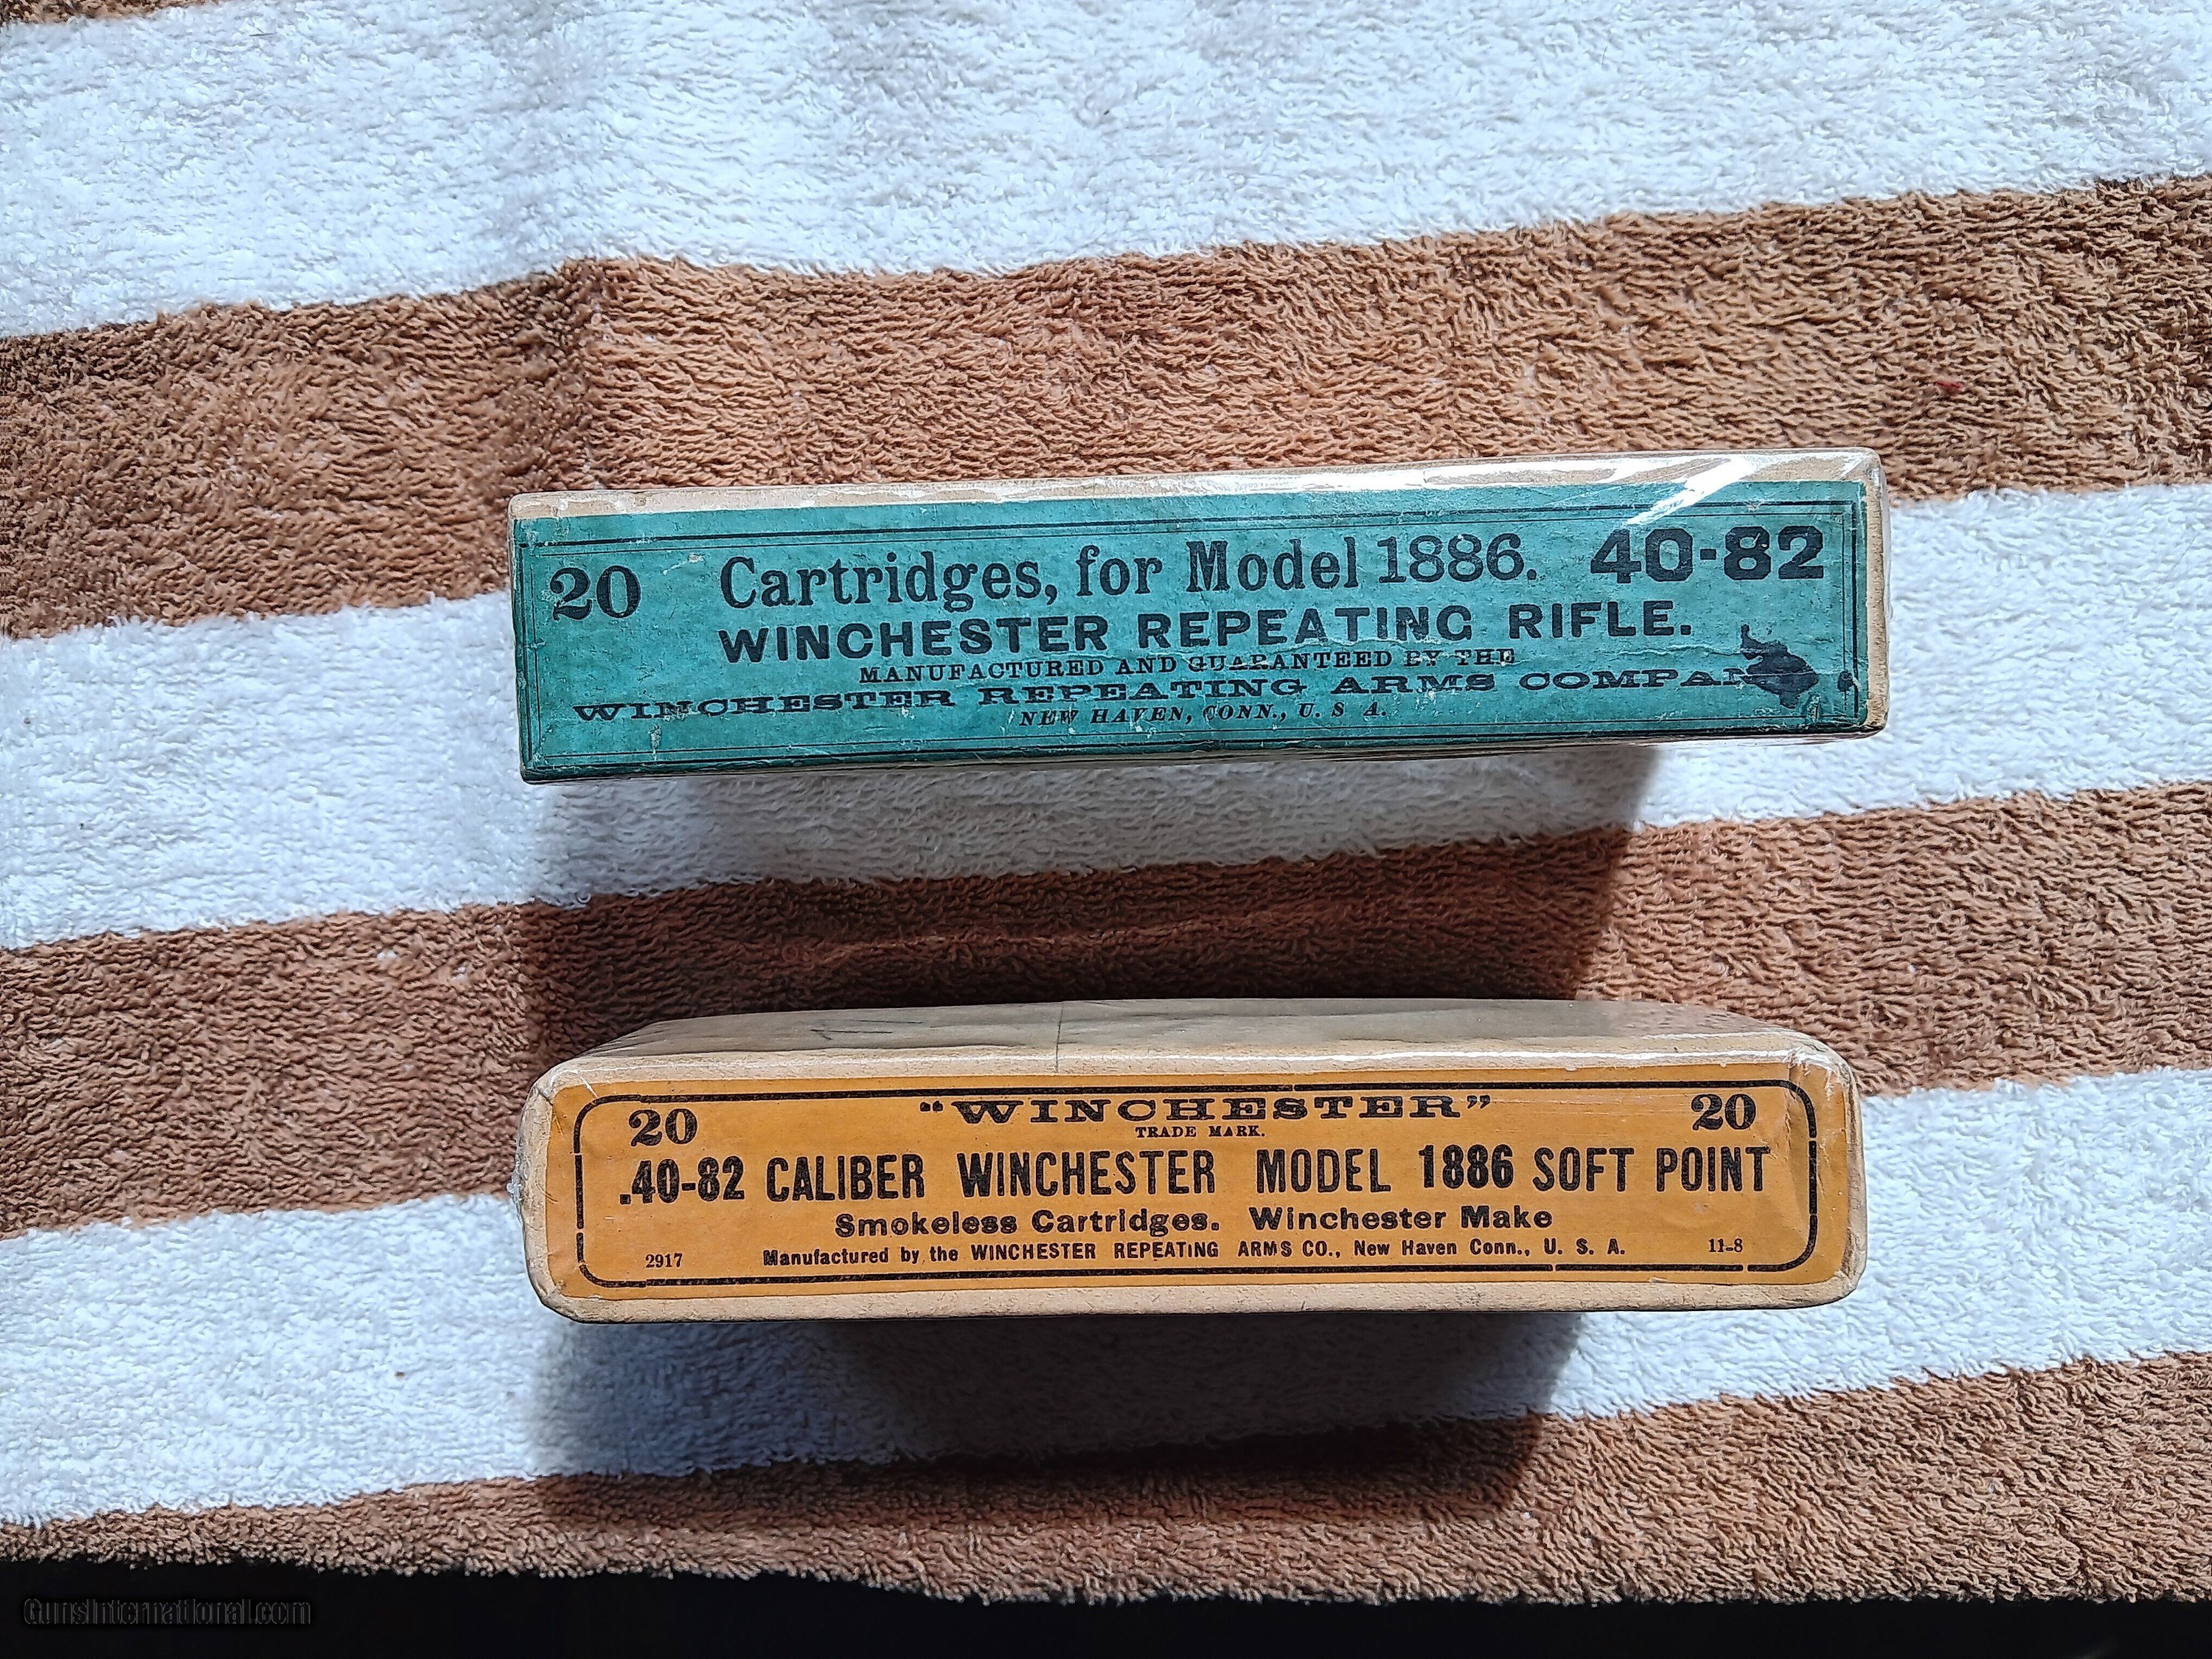 20 Cartridges, for Model 1886. 40-82
WINCHESTER REPEATING RIFLE.
MANUFACTURED AND GUARANTEED BY THE
WINCHESTER REPEATING ARMS
NEW HAVEN, CONN., U. S. A.
20 "WINCHESTER" 20
TRADE MARK.
.40-82 CALIBER WINCHESTER MODEL 1886 SOFT POINT
Smokeless Cartridges. Winchester Make
2917 Manufactured by the WINCHESTER REPEATING ARMS CO., New Haven Conn., U. S. A. 11-8
GunsInternational.com